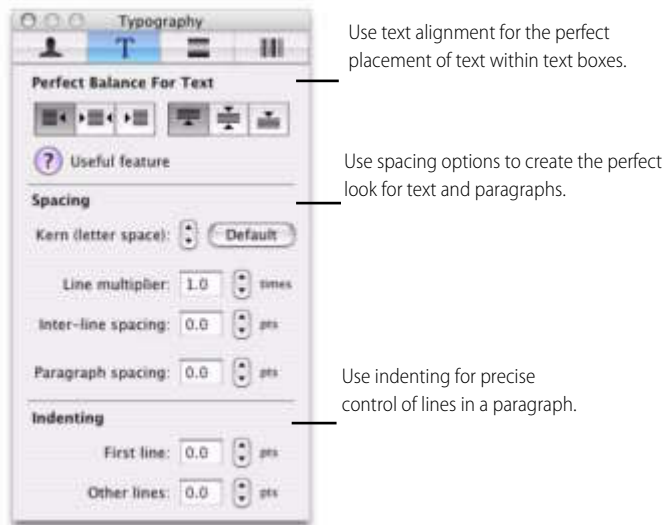 Typography
T
Perfect Balance For Text
? Useful feature
Spacing
Kern (letter space): Default
Line multiplier: 1.0 times
Inter-line spacing: 0.0 pts
Paragraph spacing: 0.0 pts
Indenting
First line: 0.0 pts
Other lines: 0.0 pts
Use text alignment for the perfect
placement of text within text boxes.
Use spacing options to create the perfect
look for text and paragraphs.
Use indenting for precise
control of lines in a paragraph.